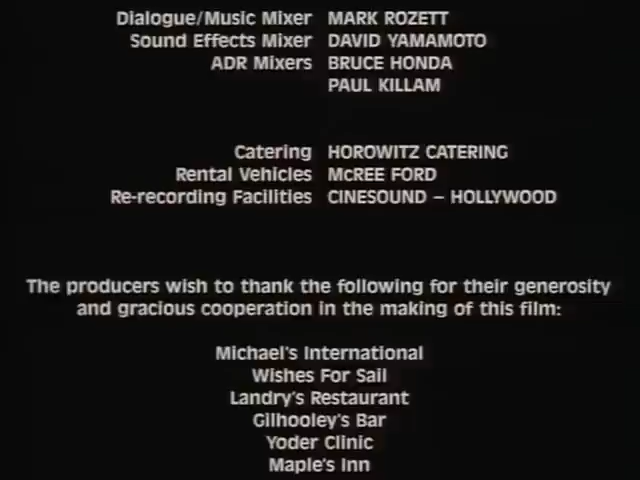 Dialogue/Music Mixer MARK ROZETT
Sound Effects Mixer DAVID YAMAMOTO
ADR Mixers BRUCE HONDA
PAUL KILLAM
Catering HOROWITZ CATERING
Rental Vehicles McREE FORD
Re-recording Facilities CINESOUND – HOLLYWOOD
The producers wish to thank the following for their generosity
and gracious cooperation in the making of this film:
Michael's International
Wishes For Sail
Landry's Restaurant
Gilhooley's Bar
Yoder Clinic
Maple's Inn